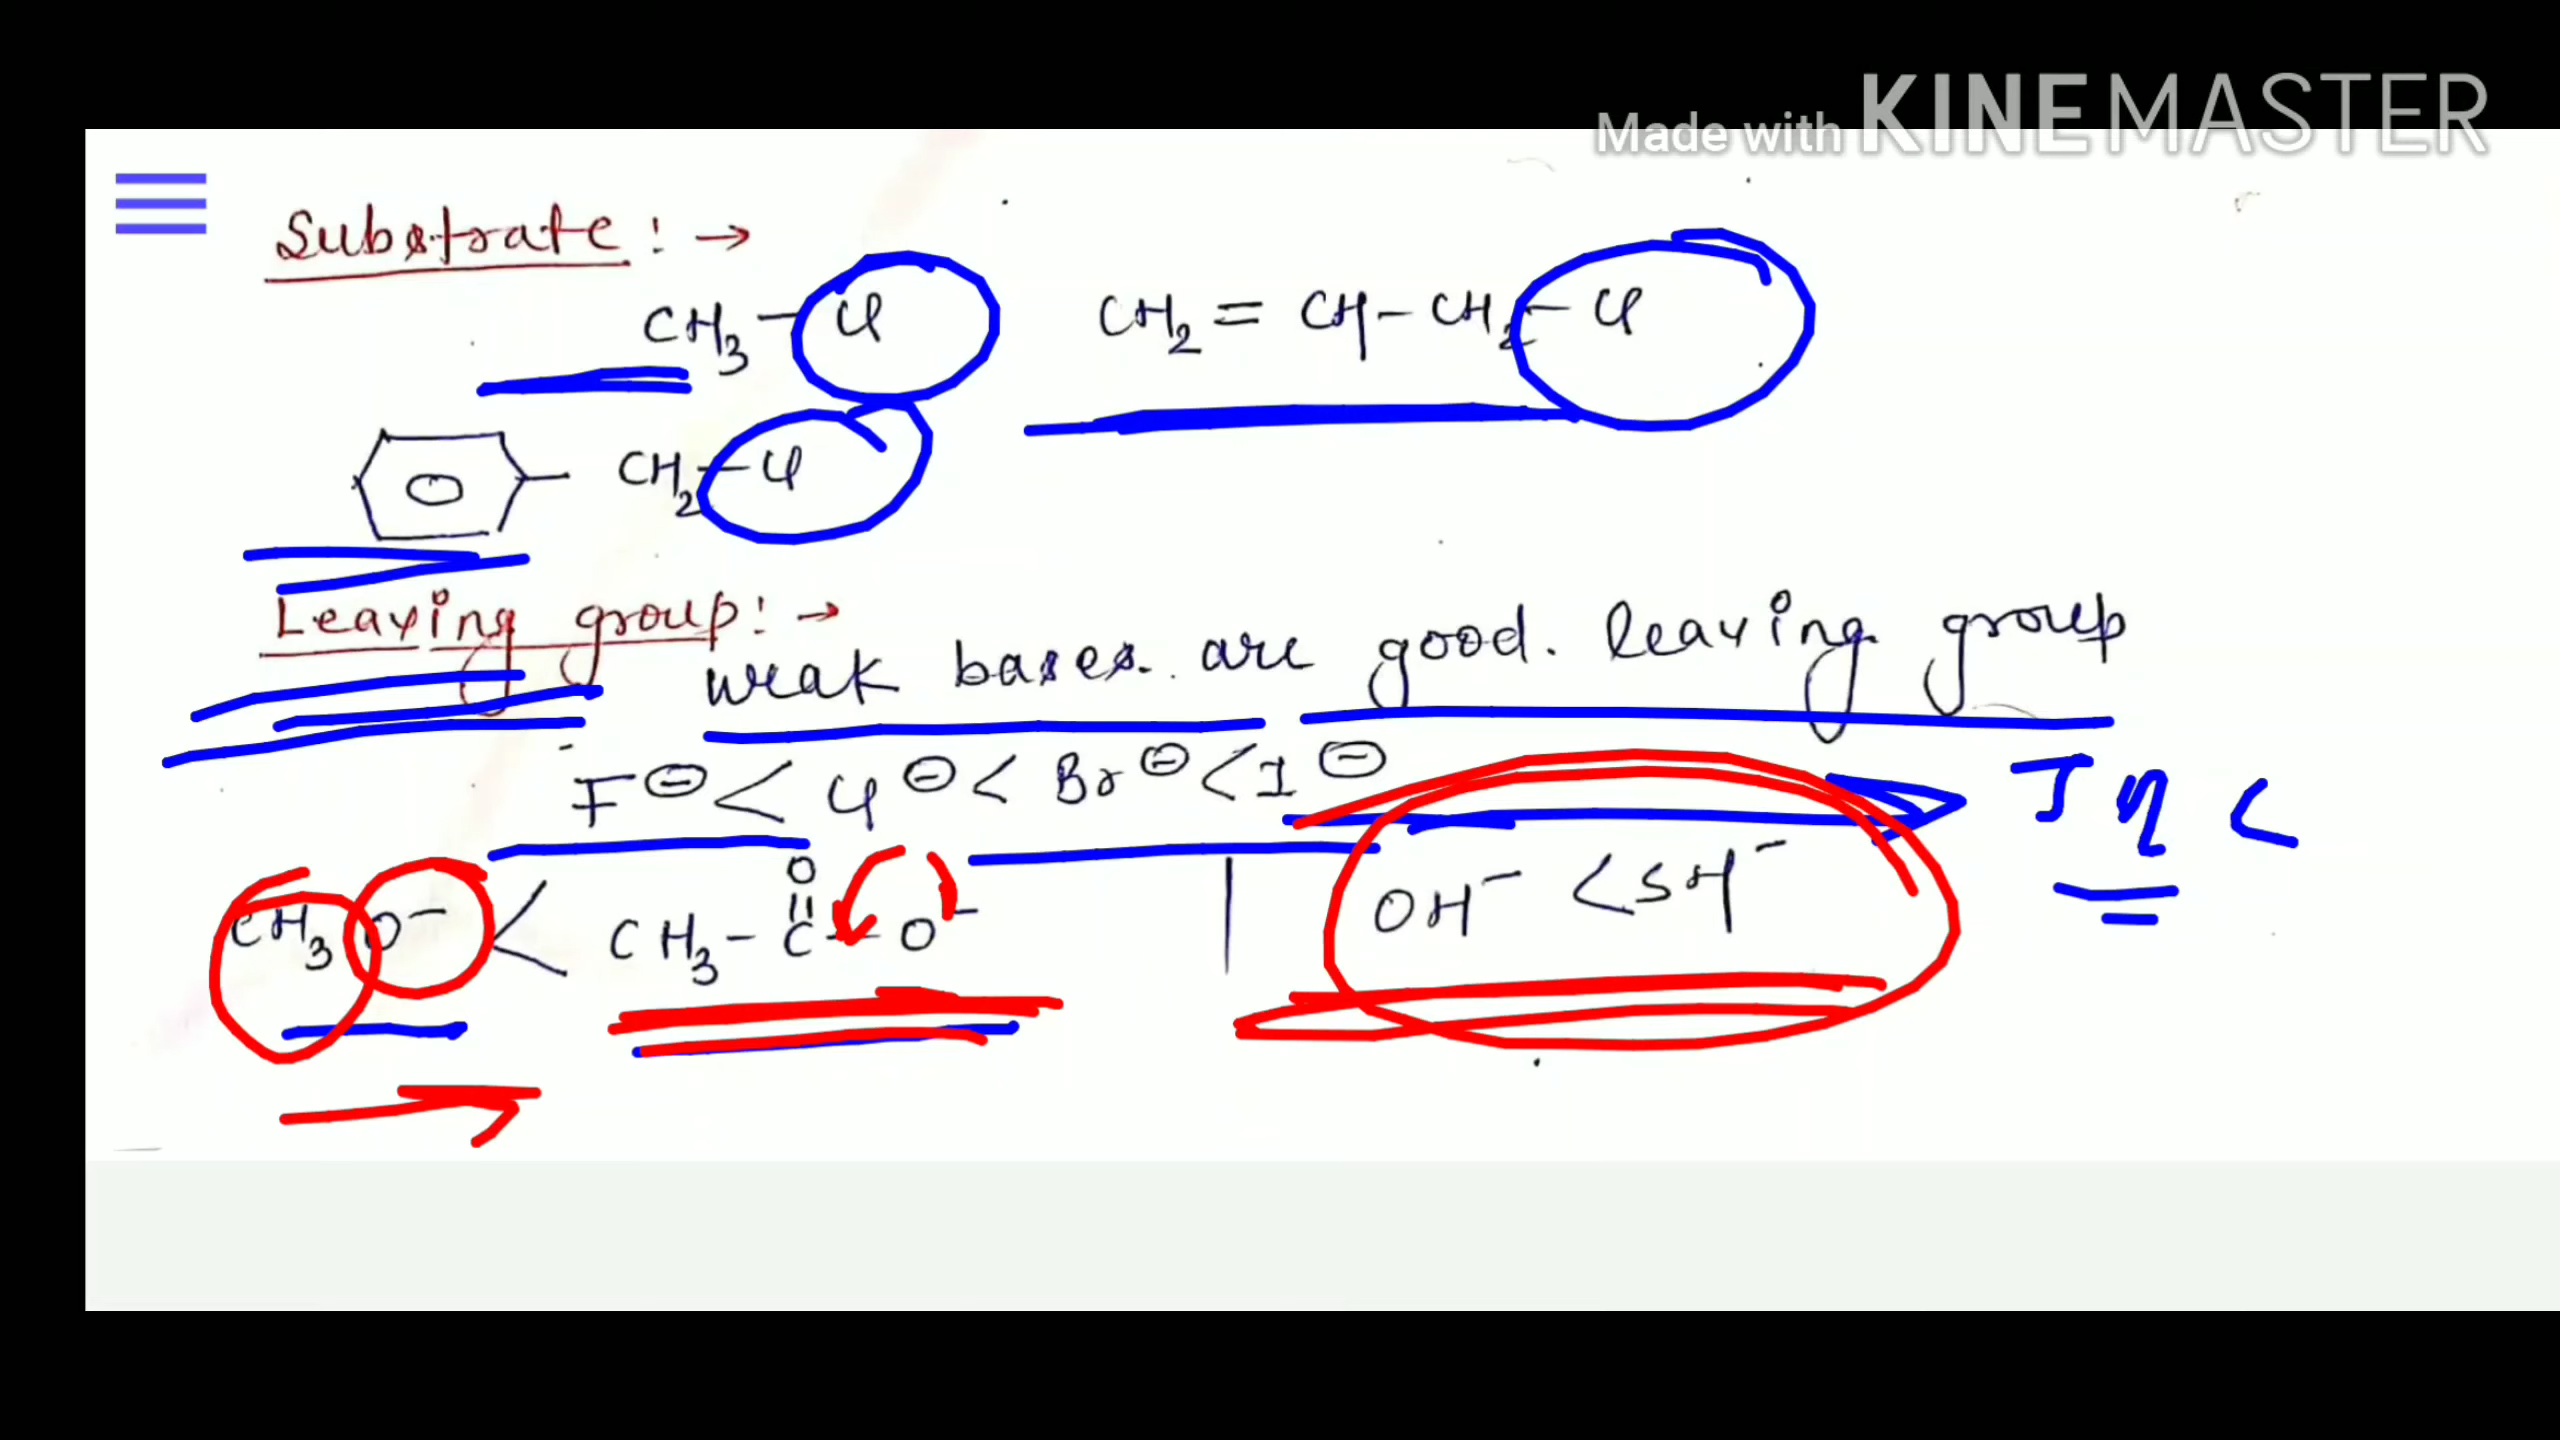 Made with KINEMASTER
Substrate : →
CH3 – Cl CH2 = CH – CH2 – Cl
CH2 – Cl
Leaving group : →
weak bases are good leaving group
F⊖ < Cl⊖ < Br⊖ < I⊖
O
CH3O⁻ < CH3 – C – O⁻ | OH⁻ < SH⁻